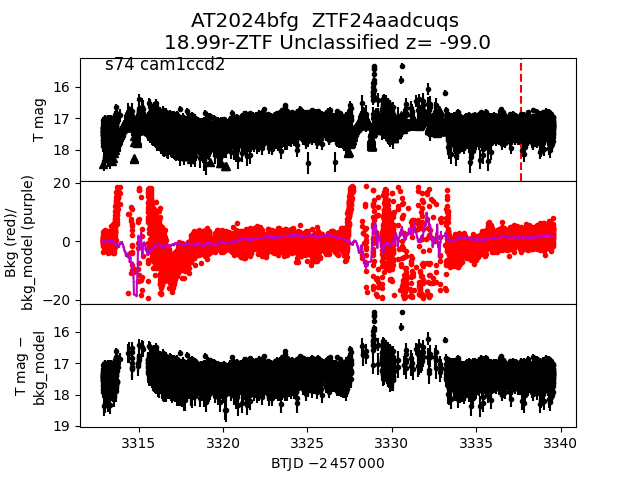 AT2024bfg  ZTF24aadcuqs
18.99r-ZTF Unclassified z= -99.0
s74 cam1ccd2
T mag
16
17
18
Bkg (red)/
bkg_model (purple)
20
0
−20
T mag −
bkg_model
16
17
18
19
3315
3320
3325
3330
3335
3340
BTJD −2 457 000